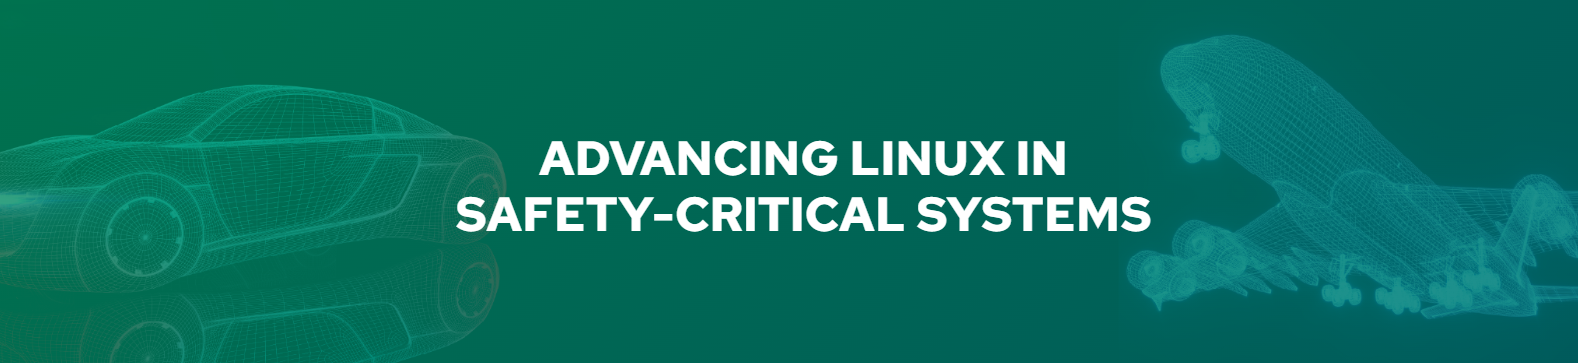 ADVANCING LINUX IN
SAFETY-CRITICAL SYSTEMS